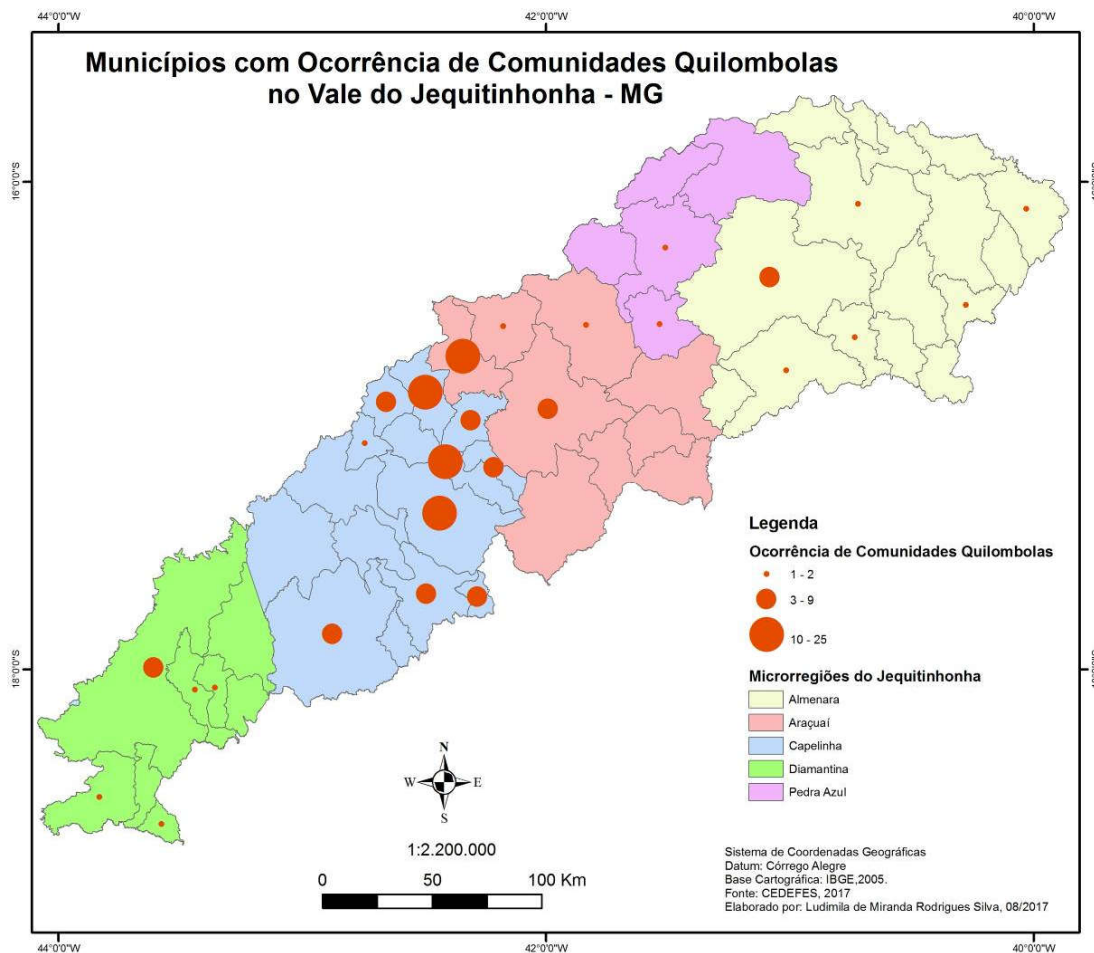 44°0'0"W
42°0'0"W
40°0'0"W
Municípios com Ocorrência de Comunidades Quilombolas
no Vale do Jequitinhonha - MG
16°0'0"S
18°0'0"S
Legenda
Ocorrência de Comunidades Quilombolas
1 - 2
3 - 9
10 - 25
Microrregiões do Jequitinhonha
Almenara
Araçuaí
Capelinha
Diamantina
Pedra Azul
N
W
E
S
1:2.200.000
0 50 100 Km
Sistema de Coordenadas Geográficas
Datum: Córrego Alegre
Base Cartográfica: IBGE,2005.
Fonte: CEDEFES, 2017
Elaborado por: Ludimila de Miranda Rodrigues Silva, 08/2017
44°0'0"W
42°0'0"W
40°0'0"W